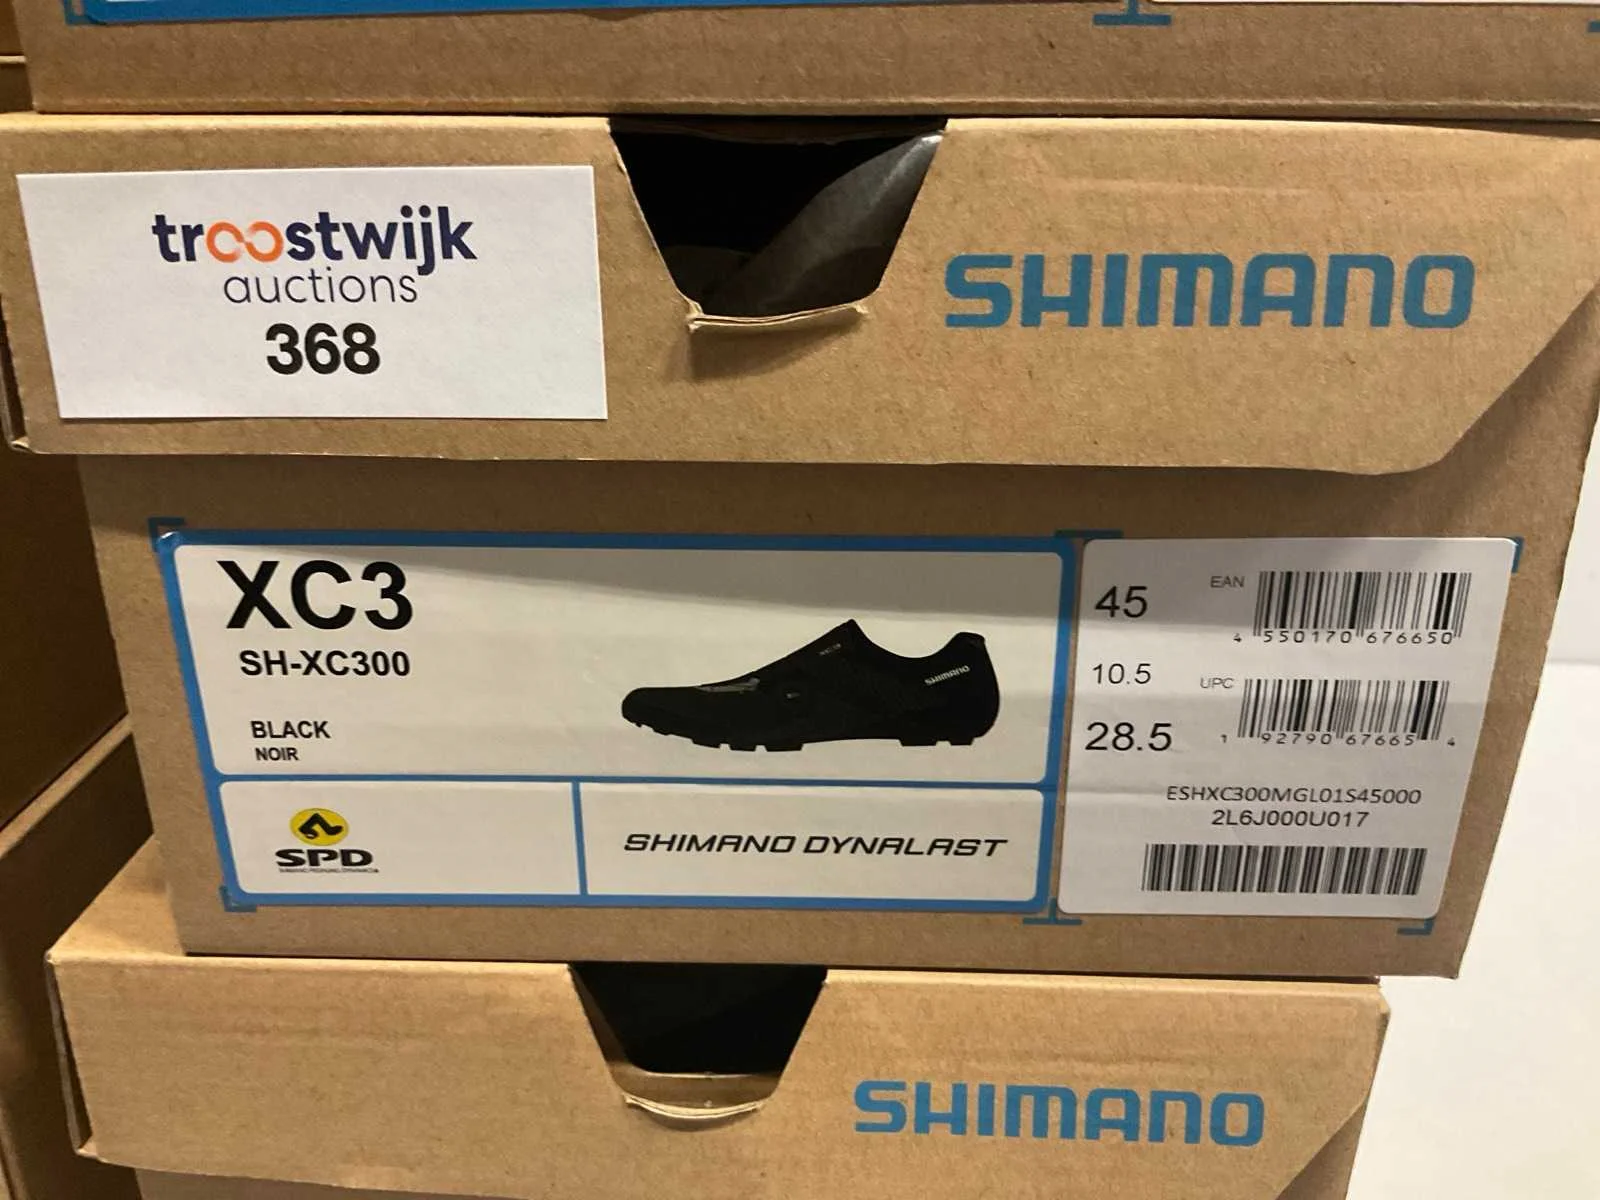 troostwijk
auctions
368
SHIMANO
XC3
SH-XC300
BLACK
NOIR
SHIMANO
SPD
SHIMANO DYNALAST
45
EAN
4 550170 676650
10.5
UPC
28.5
1 92790 67665 4
ESHXC300MGL01S45000
2L6J000U017
SHIMANO